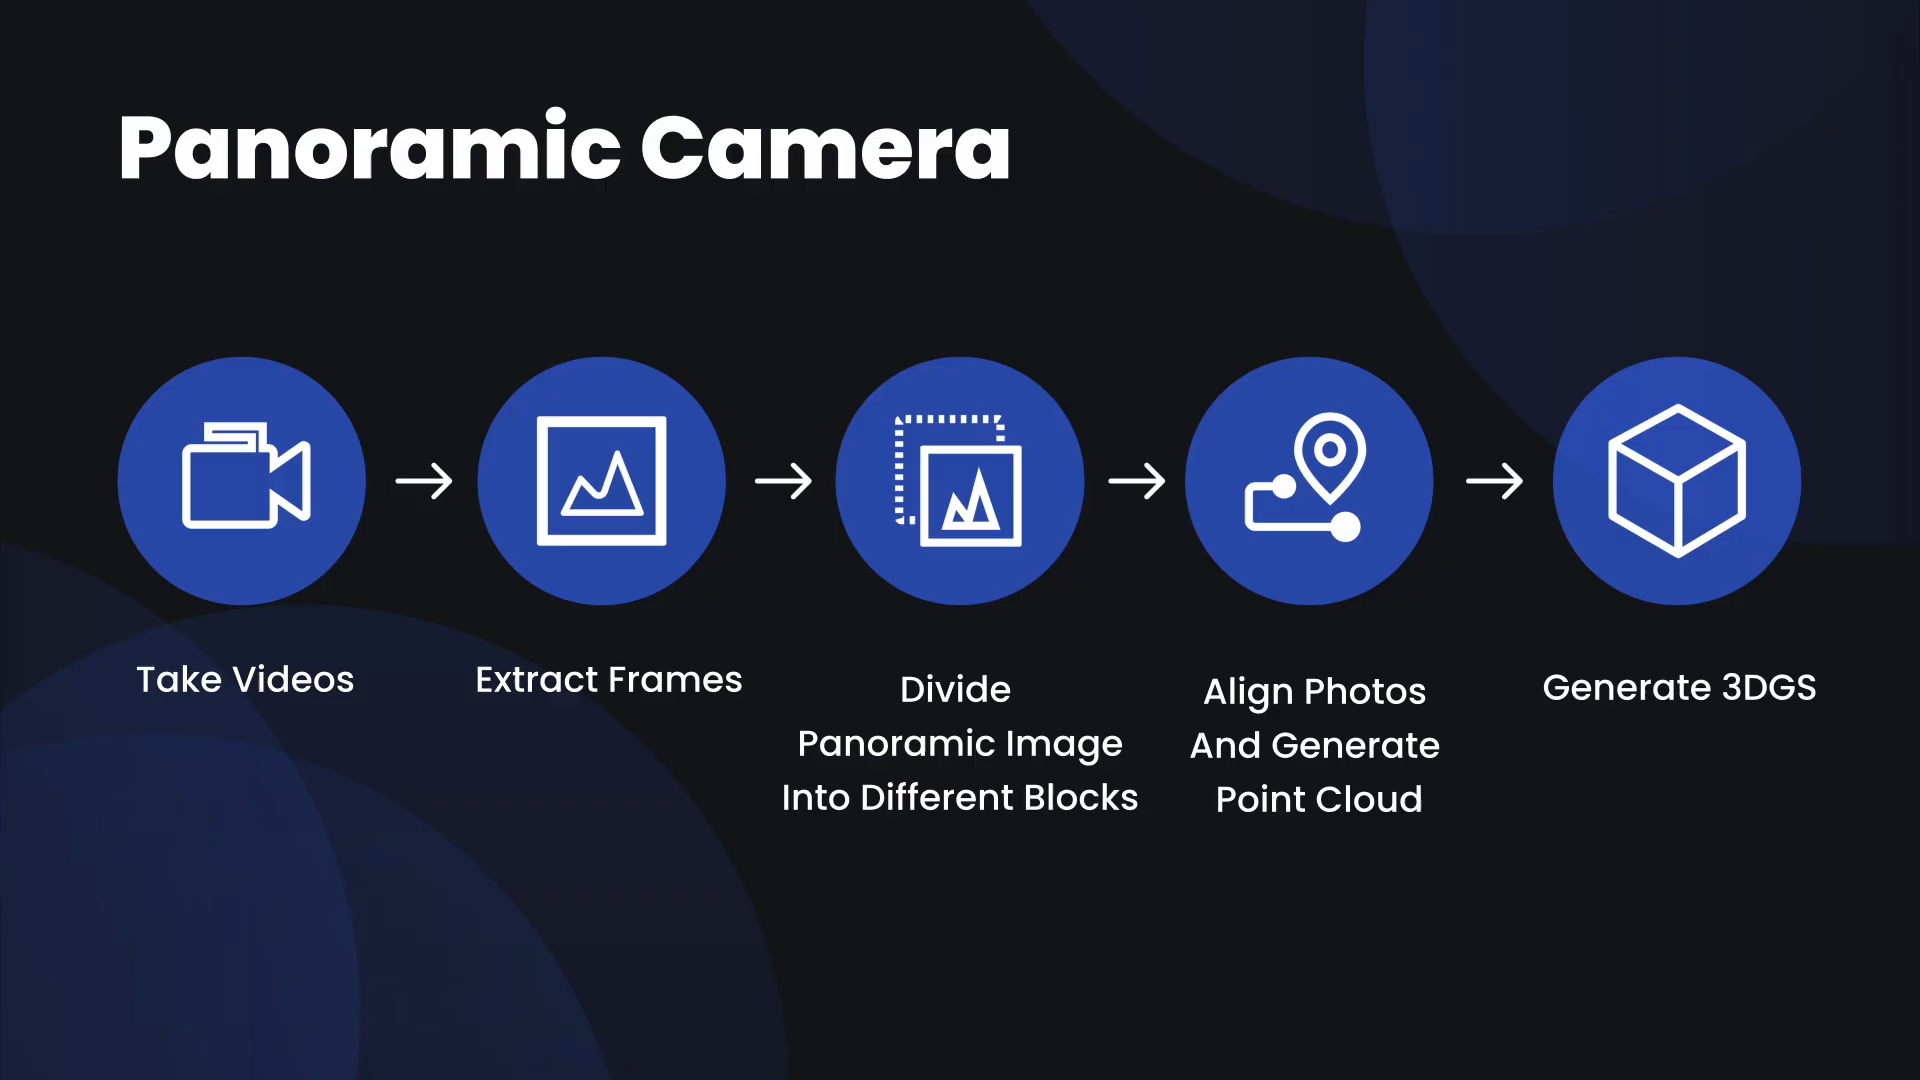 Panoramic Camera
Take Videos
Extract Frames
Divide
Panoramic Image
Into Different Blocks
Align Photos
And Generate
Point Cloud
Generate 3DGS